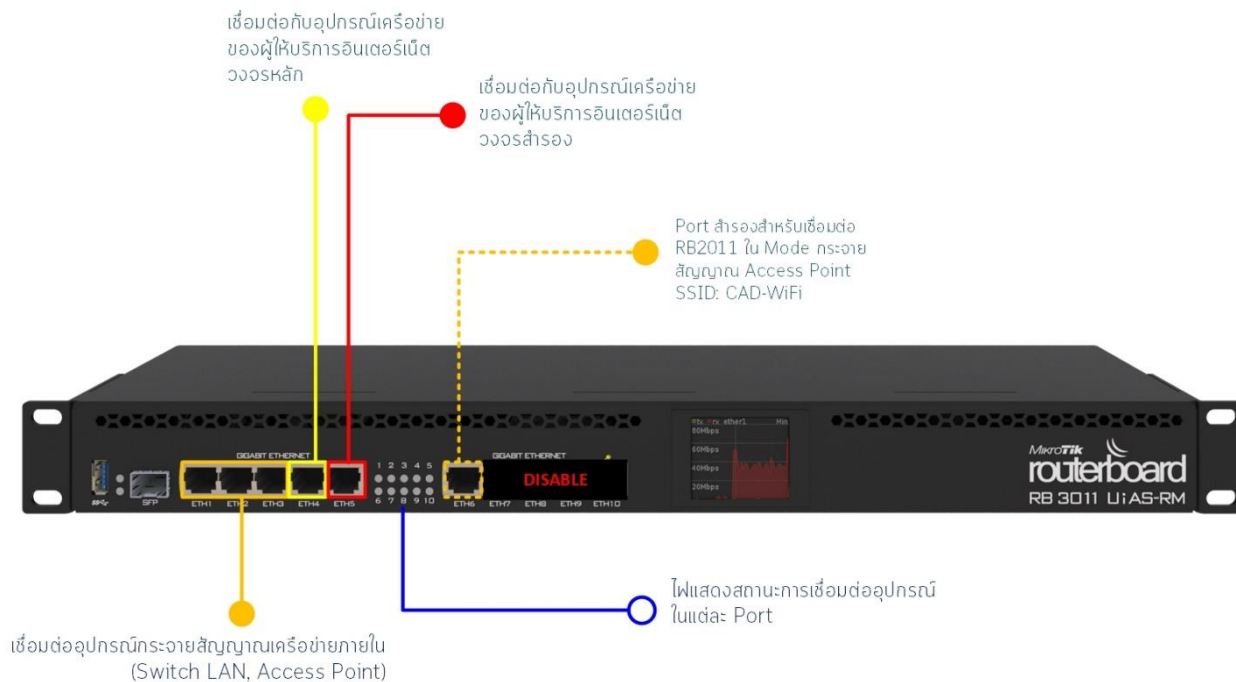 เชื่อมต่อกับอุปกรณ์เครือข่าย
ของผู้ให้บริการอินเตอร์เน็ต
วงจรหลัก
เชื่อมต่อกับอุปกรณ์เครือข่าย
ของผู้ให้บริการอินเตอร์เน็ต
วงจรสำรอง
Port สำรองสำหรับเชื่อมต่อ
RB2011 ใน Mode กระจาย
สัญญาณ Access Point
SSID: CAD-WiFi
tx rx ether1 Min
80Mbps
60Mbps
40Mbps
20Mbps
MikroTik
routerboard
RB 3011 UiAS-RM
GIGABIT ETHERNET
GIGABIT ETHERNET
1 2 3 4 5
DISABLE
6 7 8 9 10
SFP ETH1 ETH2 ETH3 ETH4 ETH5
ETH6 ETH7 ETH8 ETH9 ETH10
ไฟแสดงสถานะการเชื่อมต่ออุปกรณ์
ในแต่ละ Port
เชื่อมต่ออุปกรณ์กระจายสัญญาณเครือข่ายภายใน
(Switch LAN, Access Point)